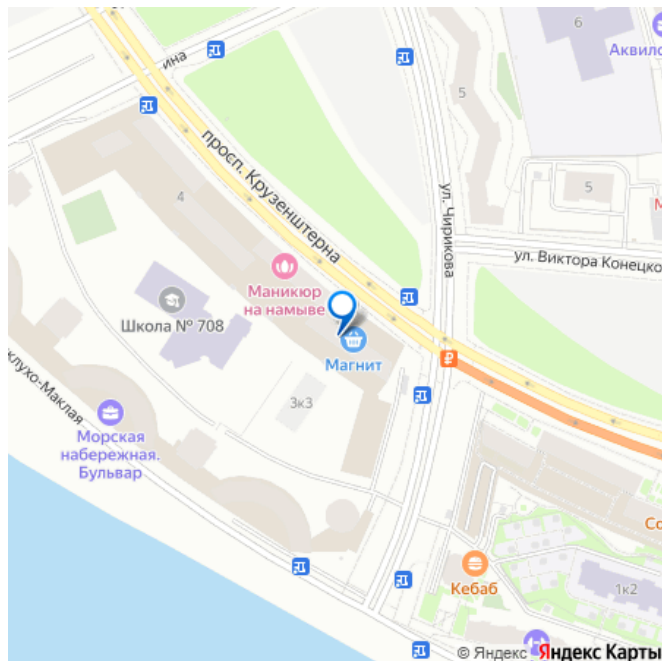 6
Аквило
ина
5
просп. Крузенштерна
4
5
ул. Чирикова
ул. Виктора Конецко
Маникюр
на намыве
Школа № 708
Магнит
₽
3к3
клухо-Маклая
Морская
набережная.
Бульвар
Со
Кебаб
1к2
© Яндекс Яндекс Карты